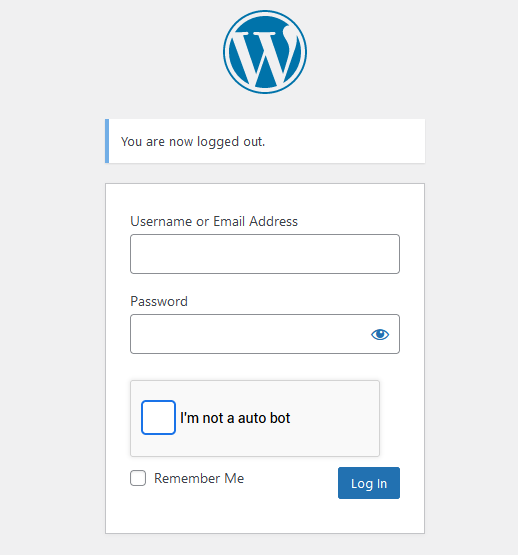 You are now logged out.
Username or Email Address
Password
I'm not a auto bot
Remember Me
Log In